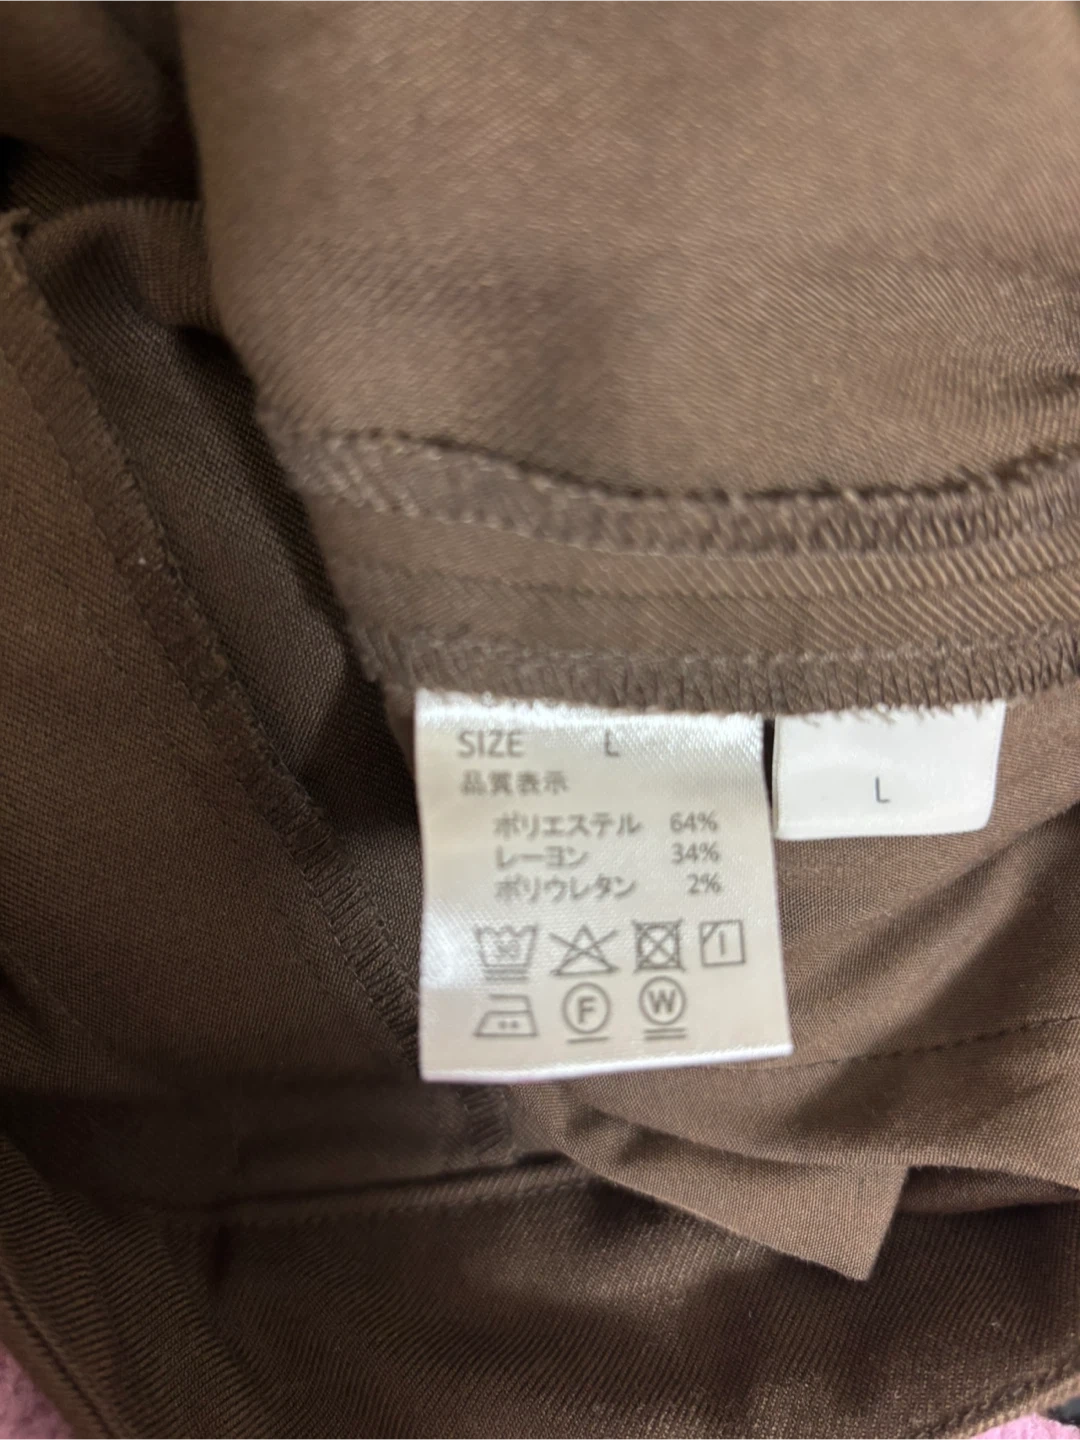 SIZE L
品質表示
ポリエステル 64%
レーヨン 34%
ポリウレタン 2%
F W
L